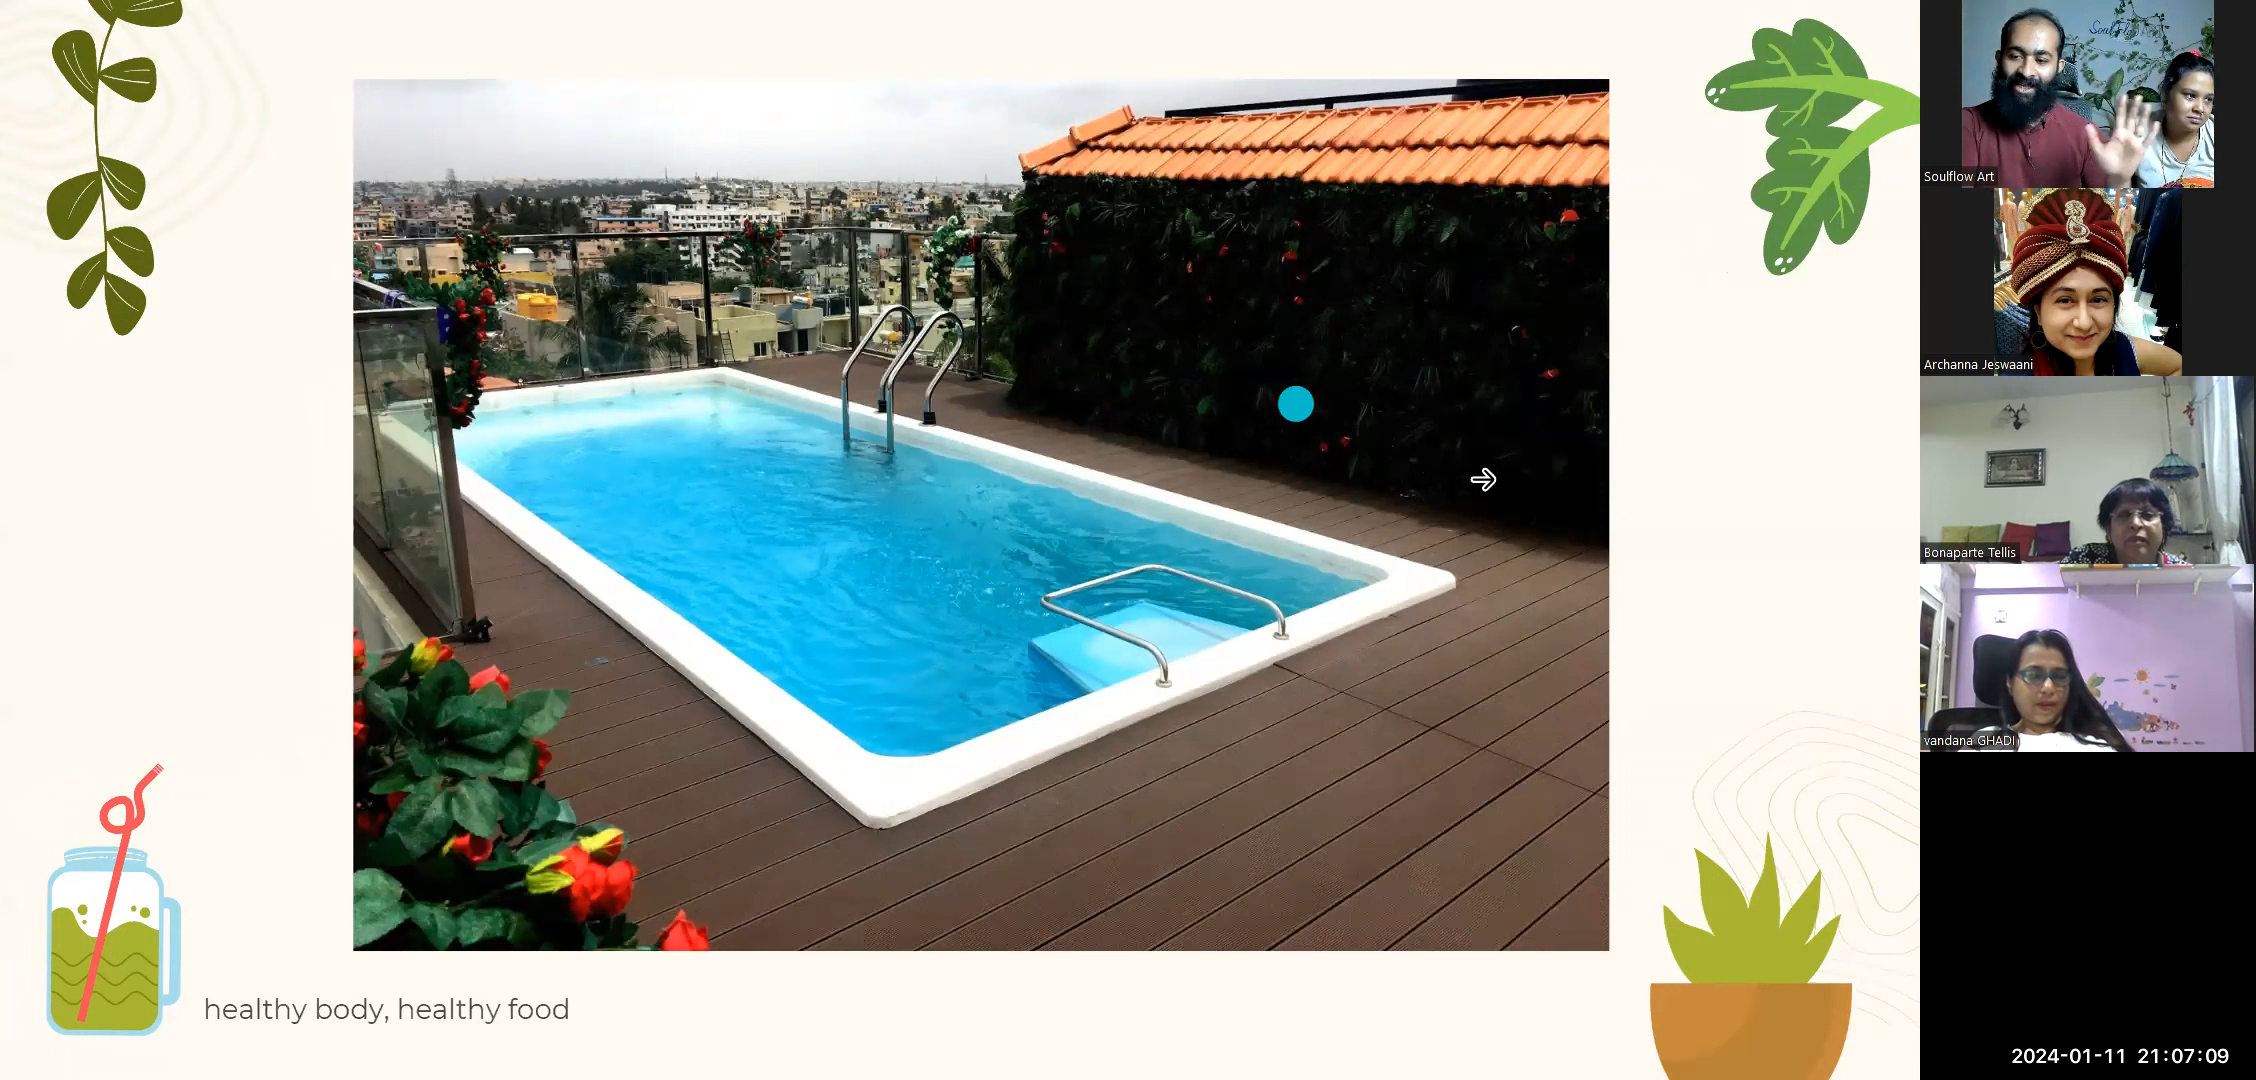 Soulflow Art
Archanna Jeswaani
Bonaparte Tellis
vandana GHADI
healthy body, healthy food
2024-01-11 21:07:09